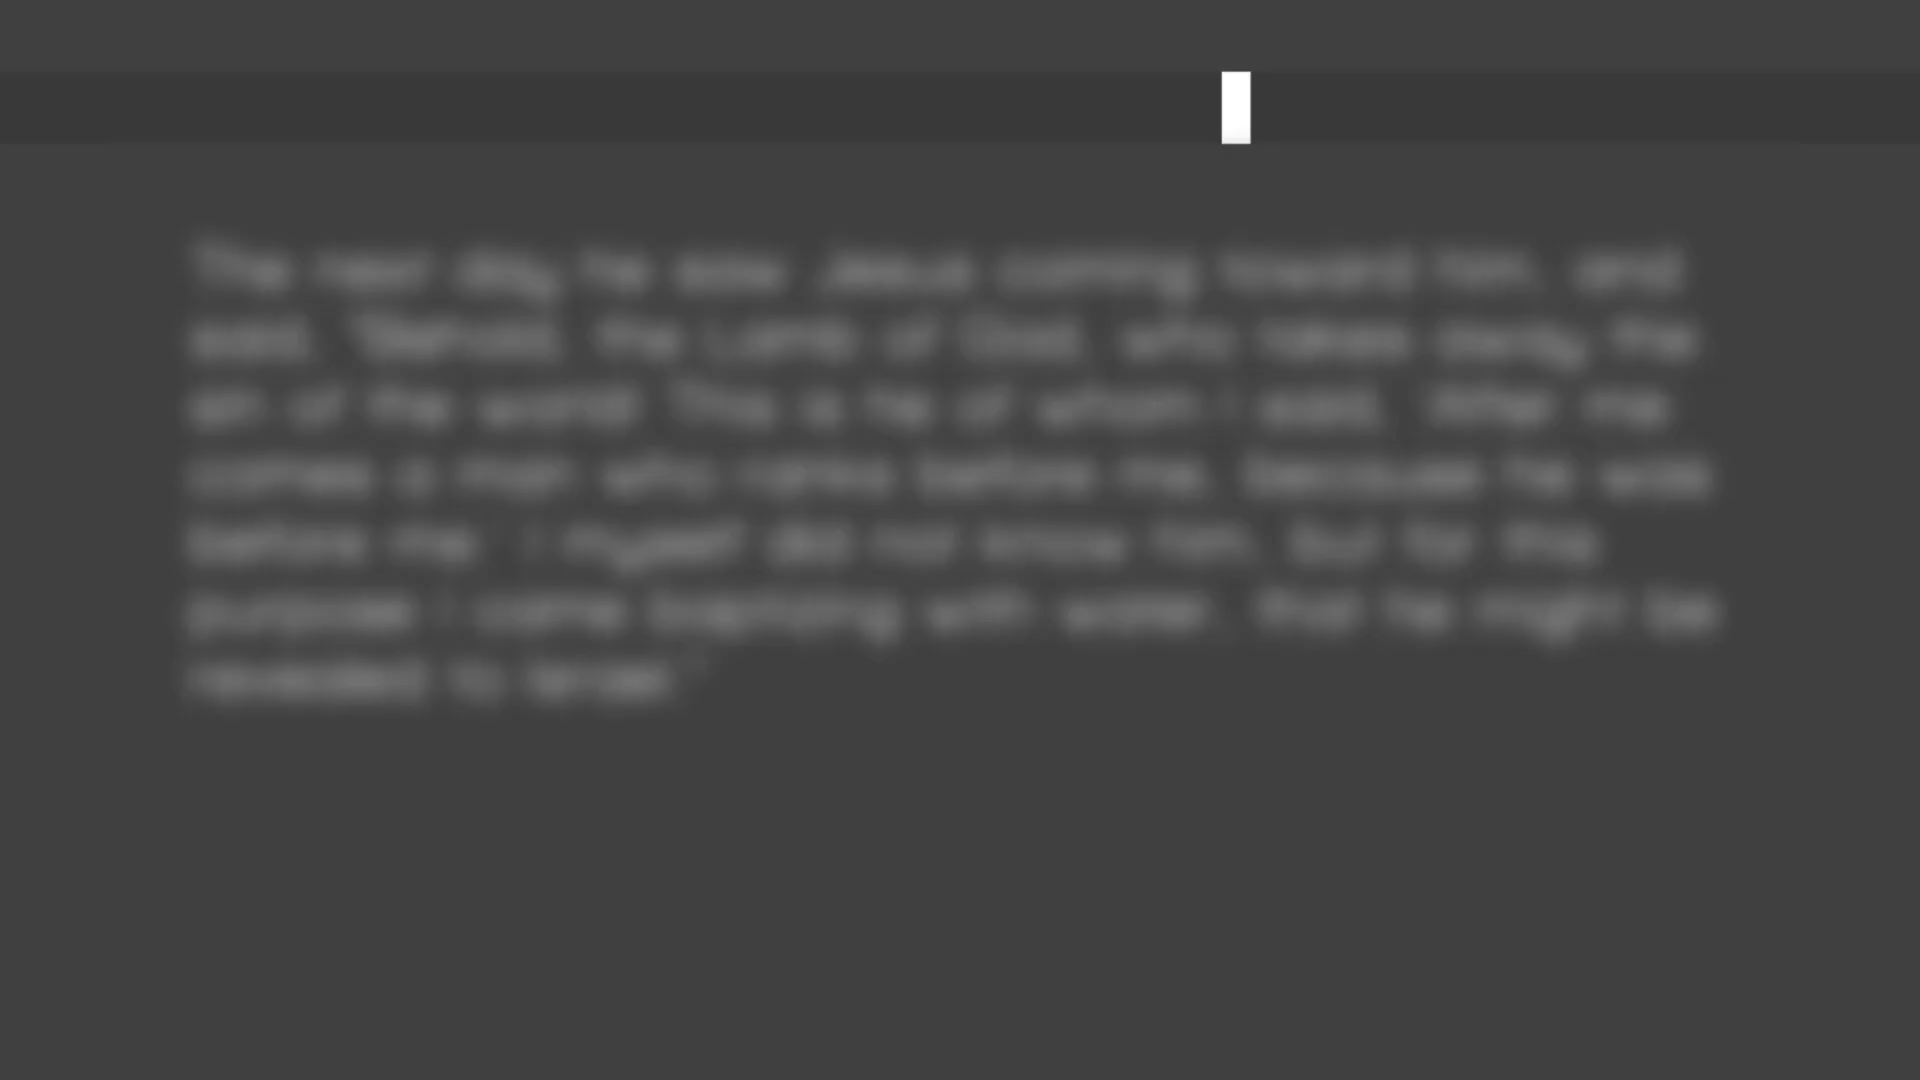 The next day he saw Jesus coming toward him, and
said, "Behold, the Lamb of God, who takes away the
sin of the world! This is he of whom I said, 'After me
comes a man who ranks before me, because he was
before me.' I myself did not know him, but for this
purpose I came baptizing with water, that he might be
revealed to Israel."